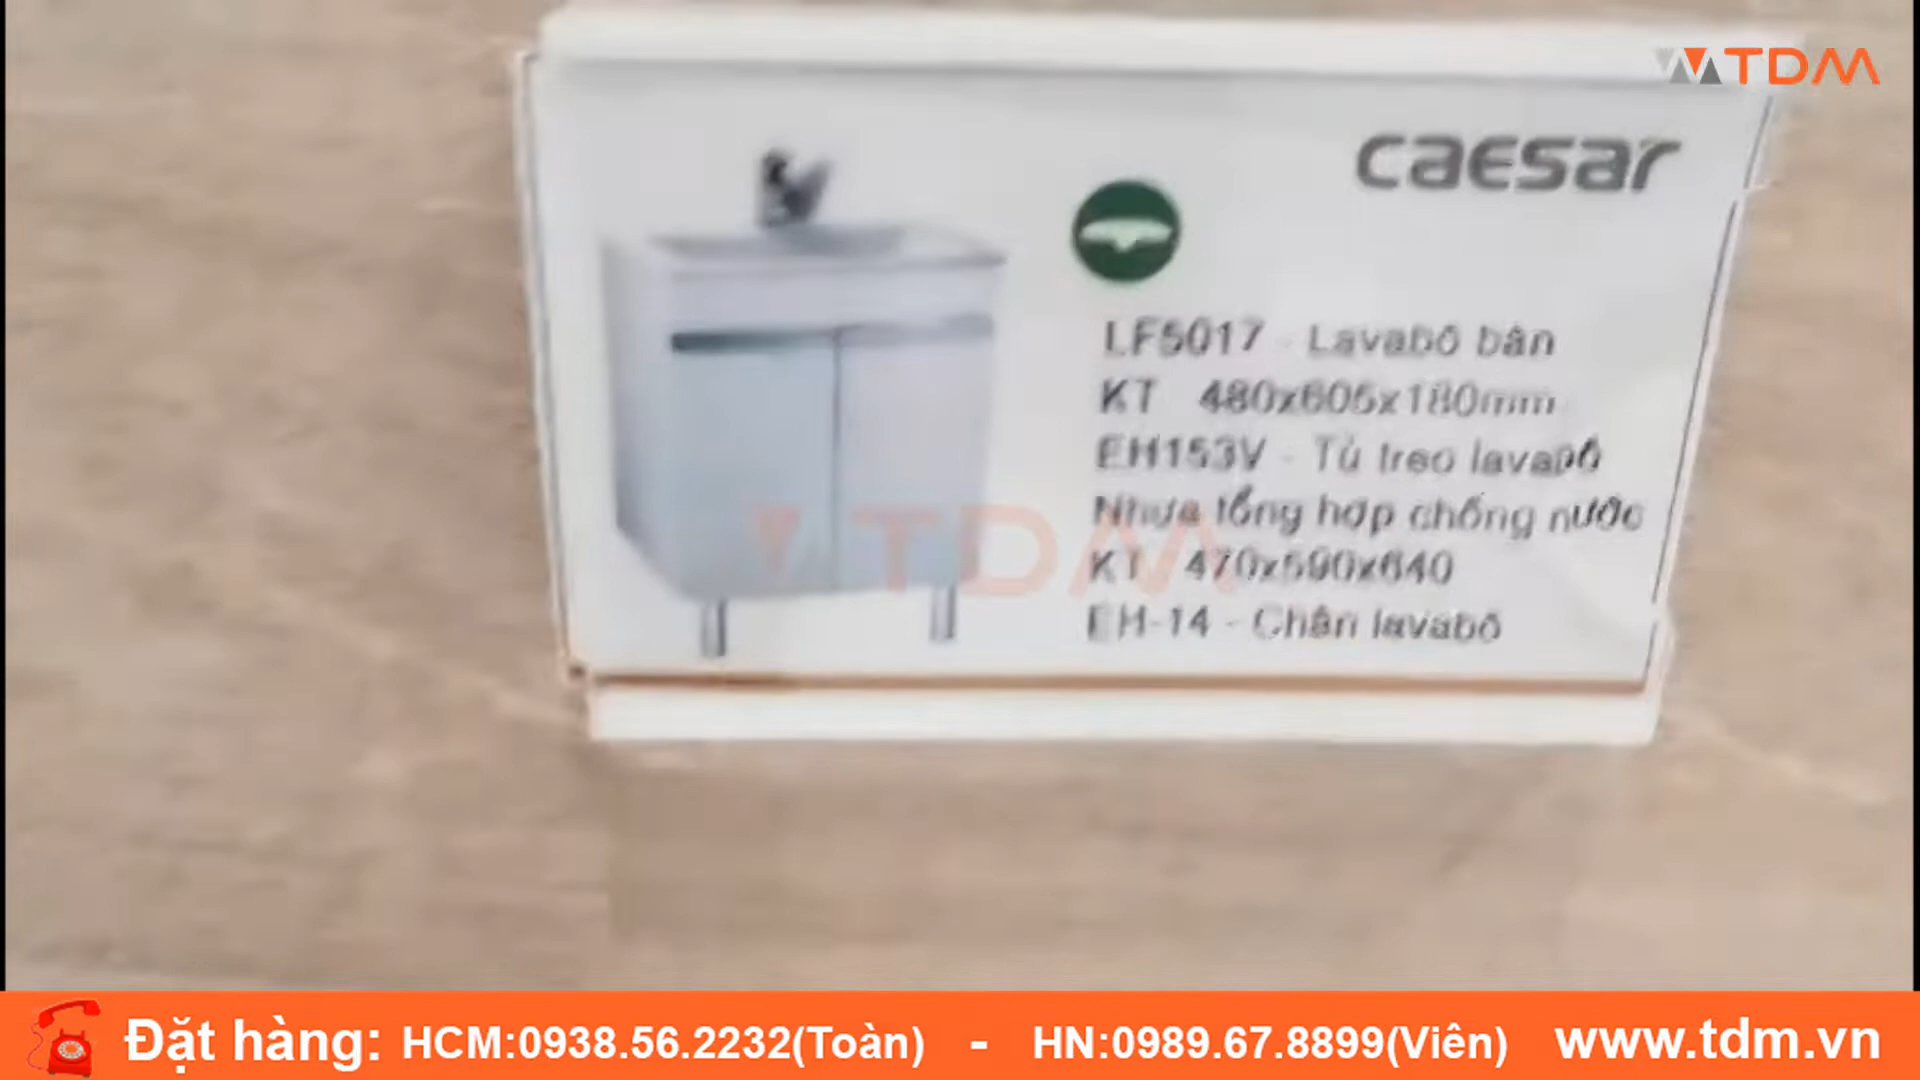 TDM
caesar
LF5017 - Lavabô bàn
KT 480x605x180mm
EH153V - Tủ treo lavabô
Nhựa tổng hợp chống nước
KT 470x590x640
EH-14 - Chân lavabô
TDM
Đặt hàng: HCM:0938.56.2232(Toàn) - HN:0989.67.8899(Viên) www.tdm.vn